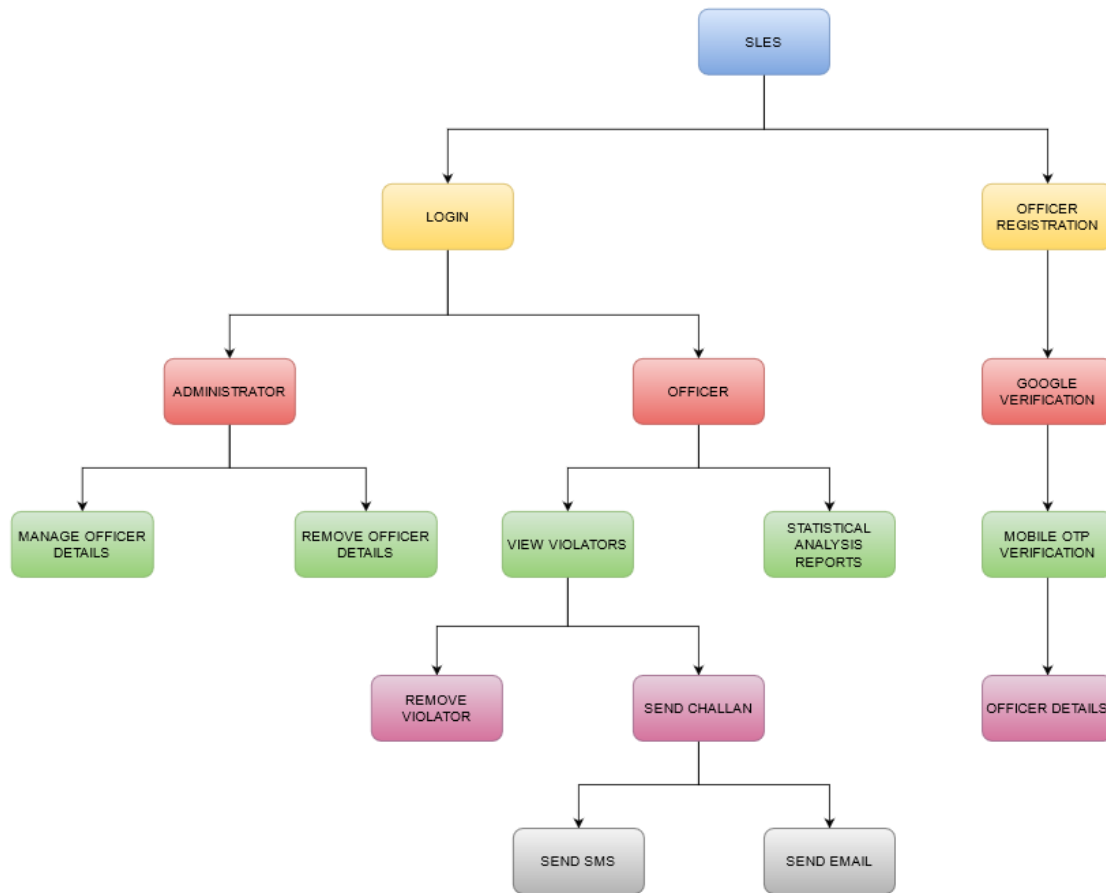 SLES
LOGIN
OFFICER
REGISTRATION
ADMINISTRATOR
OFFICER
GOOGLE
VERIFICATION
MANAGE OFFICER
DETAILS
REMOVE OFFICER
DETAILS
VIEW VIOLATORS
STATISTICAL
ANALYSIS
REPORTS
MOBILE OTP
VERIFICATION
REMOVE
VIOLATOR
SEND CHALLAN
OFFICER DETAILS
SEND SMS
SEND EMAIL